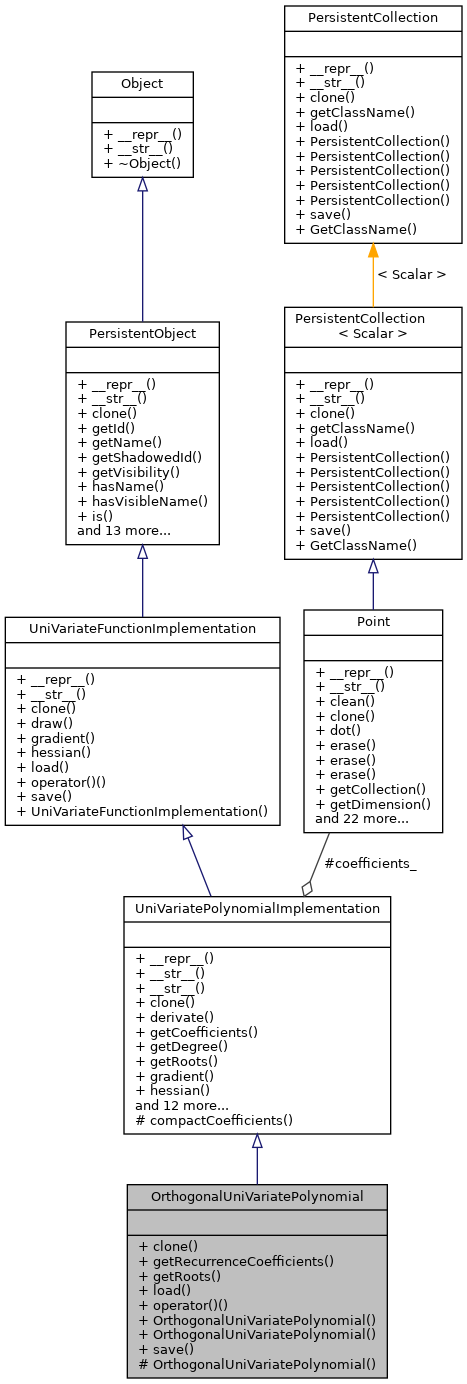 PersistentCollection
+ __repr__()
+ __str__()
+ clone()
+ getClassName()
+ load()
+ PersistentCollection()
+ PersistentCollection()
+ PersistentCollection()
+ PersistentCollection()
+ PersistentCollection()
+ save()
+ GetClassName()
Object
+ __repr__()
+ __str__()
+ ~Object()
< Scalar >
PersistentCollection
< Scalar >
+ __repr__()
+ __str__()
+ clone()
+ getClassName()
+ load()
+ PersistentCollection()
+ PersistentCollection()
+ PersistentCollection()
+ PersistentCollection()
+ PersistentCollection()
+ save()
+ GetClassName()
PersistentObject
+ __repr__()
+ __str__()
+ clone()
+ getId()
+ getName()
+ getShadowedId()
+ getVisibility()
+ hasName()
+ hasVisibleName()
+ is()
and 13 more...
UniVariateFunctionImplementation
+ __repr__()
+ __str__()
+ clone()
+ draw()
+ gradient()
+ hessian()
+ load()
+ operator()()
+ save()
+ UniVariateFunctionImplementation()
Point
+ __repr__()
+ __str__()
+ clean()
+ clone()
+ dot()
+ erase()
+ erase()
+ erase()
+ getCollection()
+ getDimension()
and 22 more...
#coefficients_
UniVariatePolynomialImplementation
+ __repr__()
+ __str__()
+ __str__()
+ clone()
+ derivate()
+ getCoefficients()
+ getDegree()
+ getRoots()
+ gradient()
+ hessian()
and 12 more...
# compactCoefficients()
OrthogonalUniVariatePolynomial
+ clone()
+ getRecurrenceCoefficients()
+ getRoots()
+ load()
+ operator()()
+ OrthogonalUniVariatePolynomial()
+ OrthogonalUniVariatePolynomial()
+ save()
# OrthogonalUniVariatePolynomial()